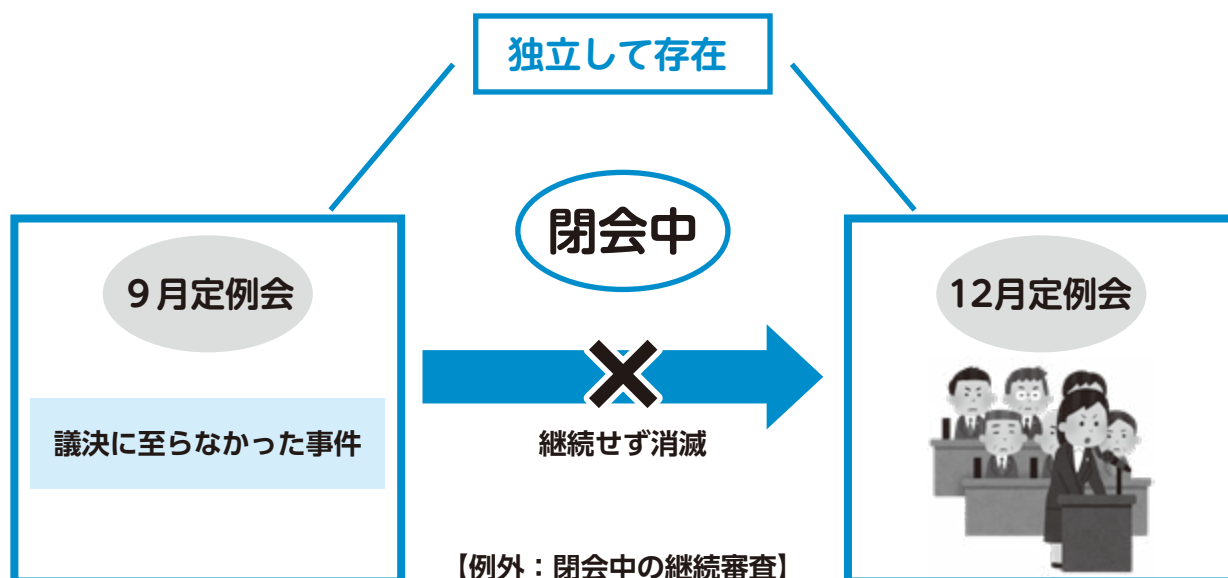 独立して存在
閉会中
９月定例会
12月定例会
議決に至らなかった事件
継続せず消滅
【例外：閉会中の継続審査】